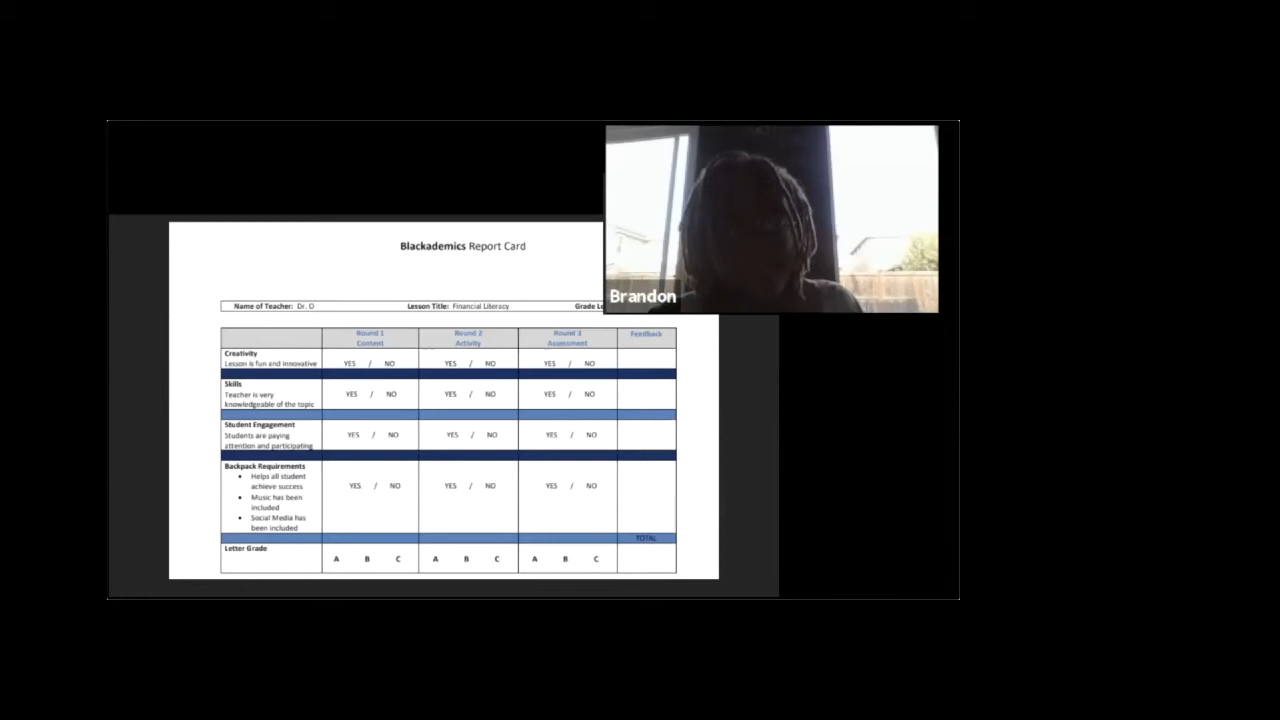 Blackademics Report Card
Brandon
Name of Teacher: Dr. O Lesson Title: Financial Literacy Grade
Round 1 Round 2 Round 3 Feedback
Content Activity Assessment
Creativity
Lesson is fun and innovative YES / NO YES / NO YES / NO
Skills
Teacher is very YES / NO YES / NO YES / NO
knowledgeable of the topic
Student Engagement
Students are paying YES / NO YES / NO YES / NO
attention and participating
Backpack Requirements
• Helps all student
achieve success YES / NO YES / NO YES / NO
• Music has been
included
• Social Media has
been included
TOTAL
Letter Grade
A B C A B C A B C